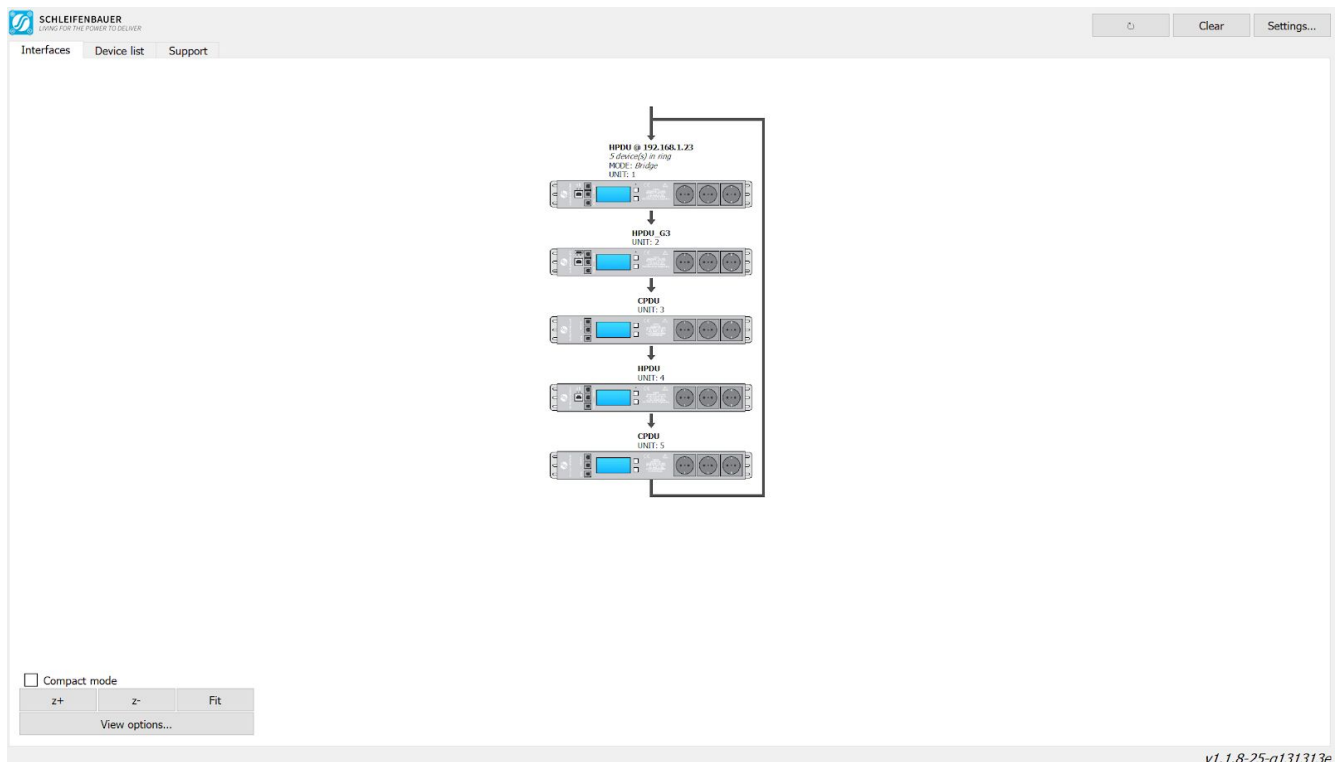 SCHLEIFENBAUER
LIVING FOR THE POWER TO DELIVER
Clear
Settings...
Interfaces
Device list
Support
HPDU @ 192.168.1.23
5 device(s) in ring
MODE: Bridge
UNIT: 1
HPDU_G3
UNIT: 2
CPDU
UNIT: 3
HPDU
UNIT: 4
CPDU
UNIT: 5
Compact mode
z+
z-
Fit
View options...
v1.1.8-25-g131313e